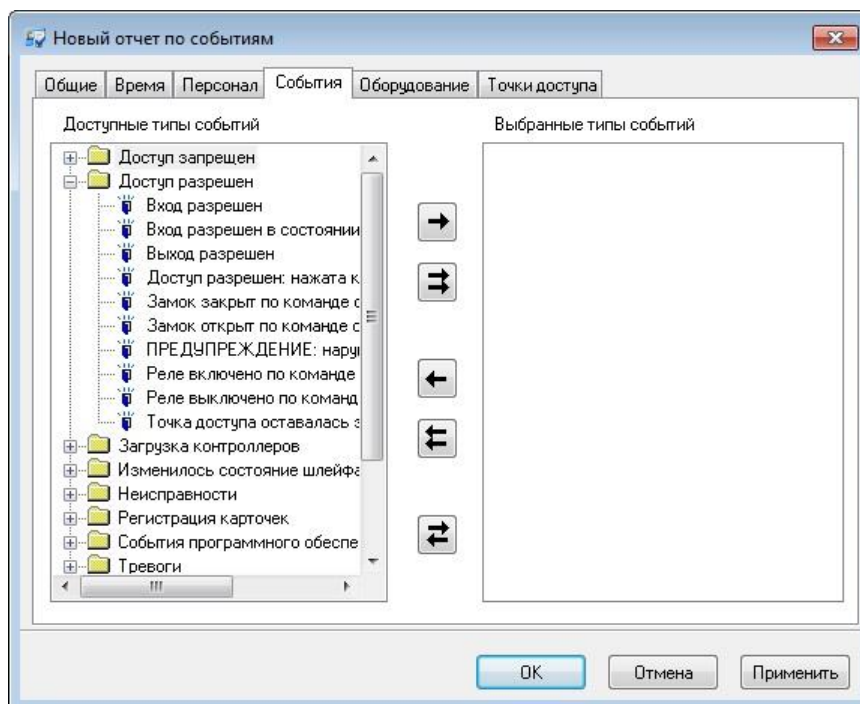 Новый отчет по событиям
Общие Время Персонал События Оборудование Точки доступа
Доступные типы событий Выбранные типы событий
Доступ запрещен
Доступ разрешен
Вход разрешен
Вход разрешен в состоянии
Выход разрешен
Доступ разрешен: нажата к
Замок закрыт по команде о
Замок открыт по команде о
ПРЕДУПРЕЖДЕНИЕ: наруш
Реле включено по команде
Реле выключено по команд
Точка доступа оставалась з
Загрузка контроллеров
Изменилось состояние шлейфа
Неисправности
Регистрация карточек
События программного обеспе
Тревоги
OK Отмена Применить